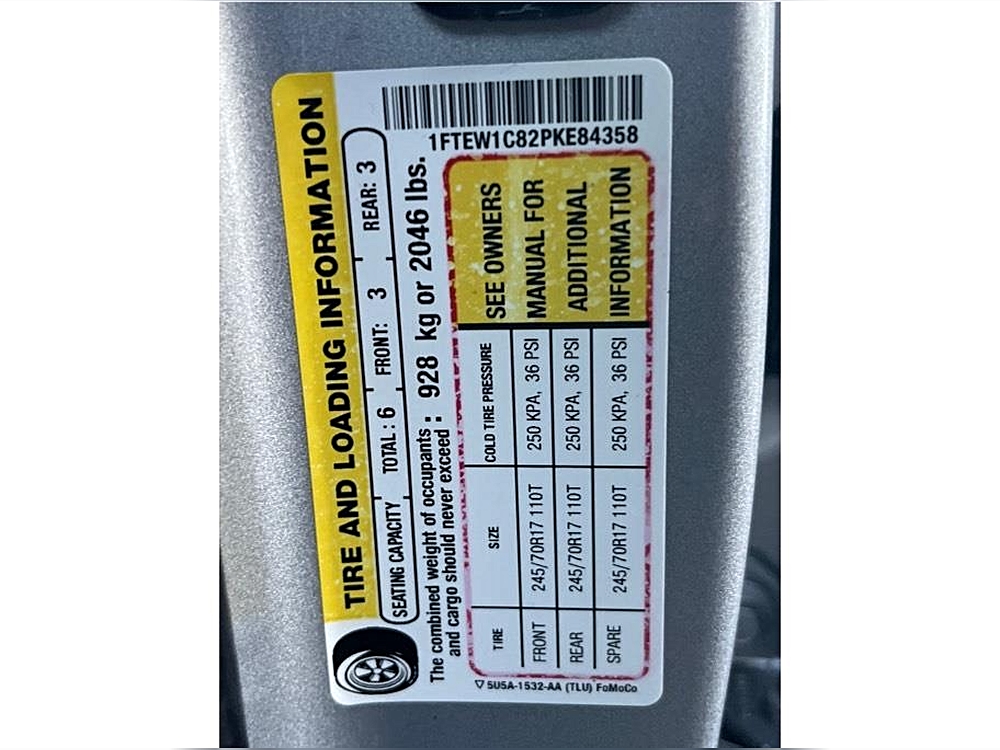 TIRE AND LOADING INFORMATION
SEATING CAPACITY TOTAL : 6 FRONT: 3 REAR: 3
The combined weight of occupants
and cargo should never exceed : 928 kg or 2046 lbs.
1FTEW1C82PKE84358
TIRE SIZE COLD TIRE PRESSURE
FRONT 245/70R17 110T 250 KPA, 36 PSI
REAR 245/70R17 110T 250 KPA, 36 PSI
SPARE 245/70R17 110T 250 KPA, 36 PSI
SEE OWNERS
MANUAL FOR
ADDITIONAL
INFORMATION
5U5A-1532-AA (TLU) FoMoCo